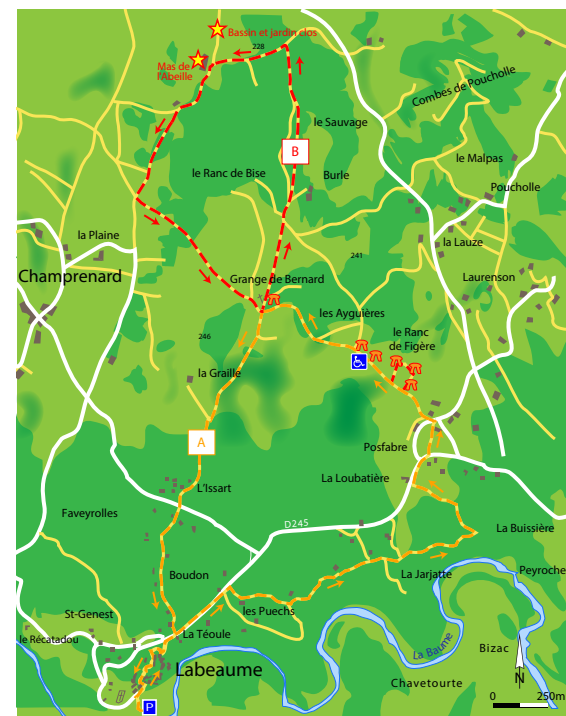 Bassin et jardin clos
228
Mas de
l'Abeille
Combes de Poucholle
le Sauvage
B
le Malpas
le Ranc de Bise
Burle
Poucholle
la Plaine
la Lauze
241
Champrenard
Grange de Bernard
Laurenson
les Ayguières
246
le Ranc
de Figère
la Graille
A
Posfabre
La Loubatière
L'Issart
Faveyrolles
D245
La Buissière
Boudon
La Jarjatte
Peyroche
St-Genest
les Puechs
le Récatadou
La Téoule
La Baume
Bizac
Labeaume
Chavetourte
N
P
0 250m